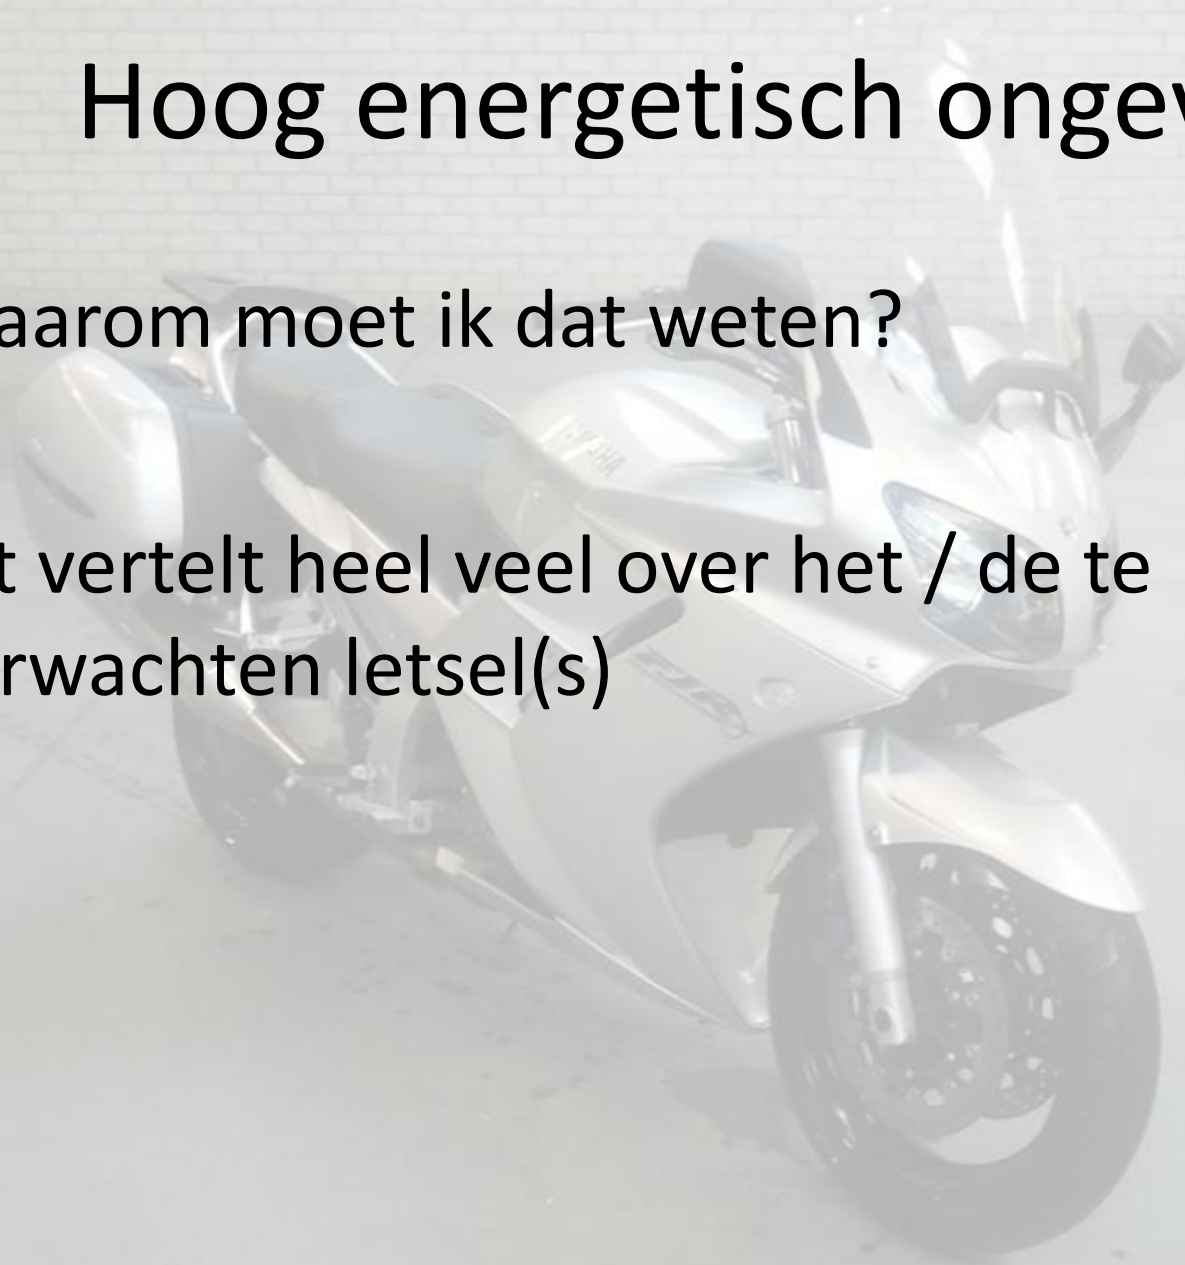 Hoog energetisch ongev
aarom moet ik dat weten?
t vertelt heel veel over het / de te
rwachten letsel(s)